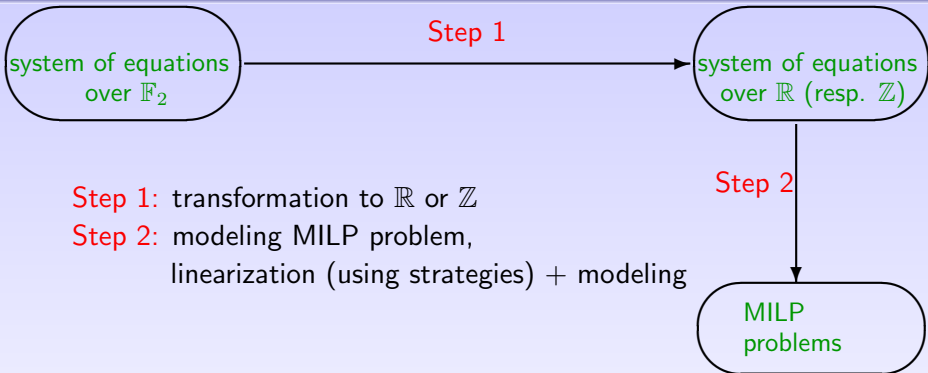 Step 1
system of equations
over 𝔽₂
system of equations
over ℝ (resp. ℤ)
Step 2
Step 1: transformation to ℝ or ℤ
Step 2: modeling MILP problem,
linearization (using strategies) + modeling
MILP
problems